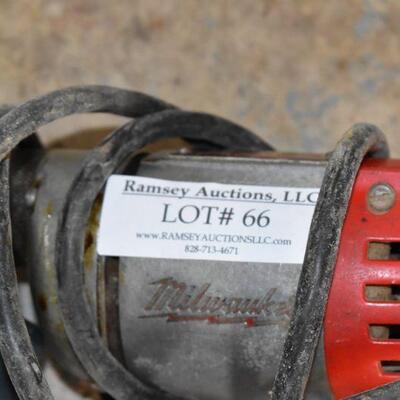 Ramsey Auctions, LLC
LOT# 66
www.RAMSEYAUCTIONSLLC.com
828-713-4671
Milwaukee